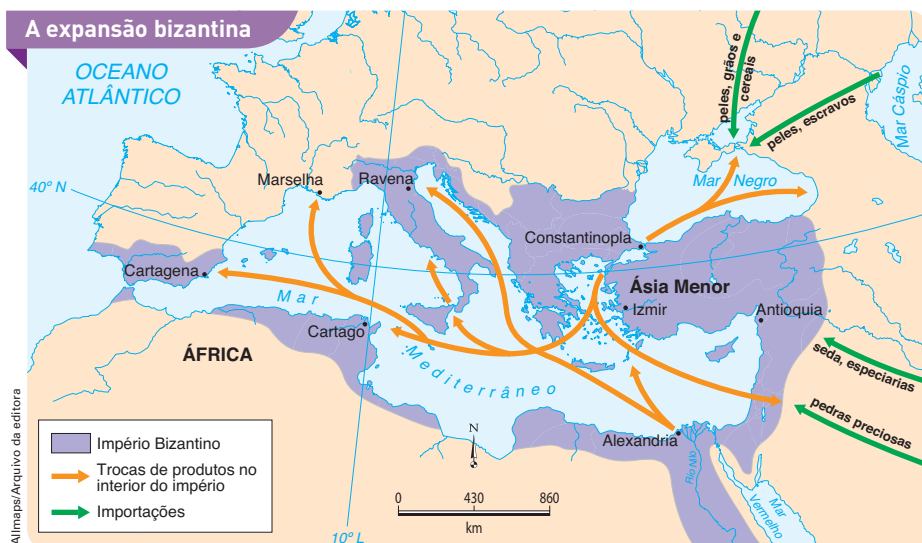 A expansão bizantina
OCEANO
ATLÂNTICO
peles, grãos e
cereais
peles, escravos
Mar Cáspio
40º N
Marselha
Ravena
Mar Negro
Constantinopla
Cartagena
Ásia Menor
Izmir
Antioquia
Mar
Cartago
ÁFRICA
Mediterrâneo
seda, especiarias
pedras preciosas
Alexandria
Rio Nilo
Mar
Vermelho
N
Império Bizantino
Trocas de produtos no
interior do império
Importações
0 430 860
km
10º L
Allmaps/Arquivo da editora